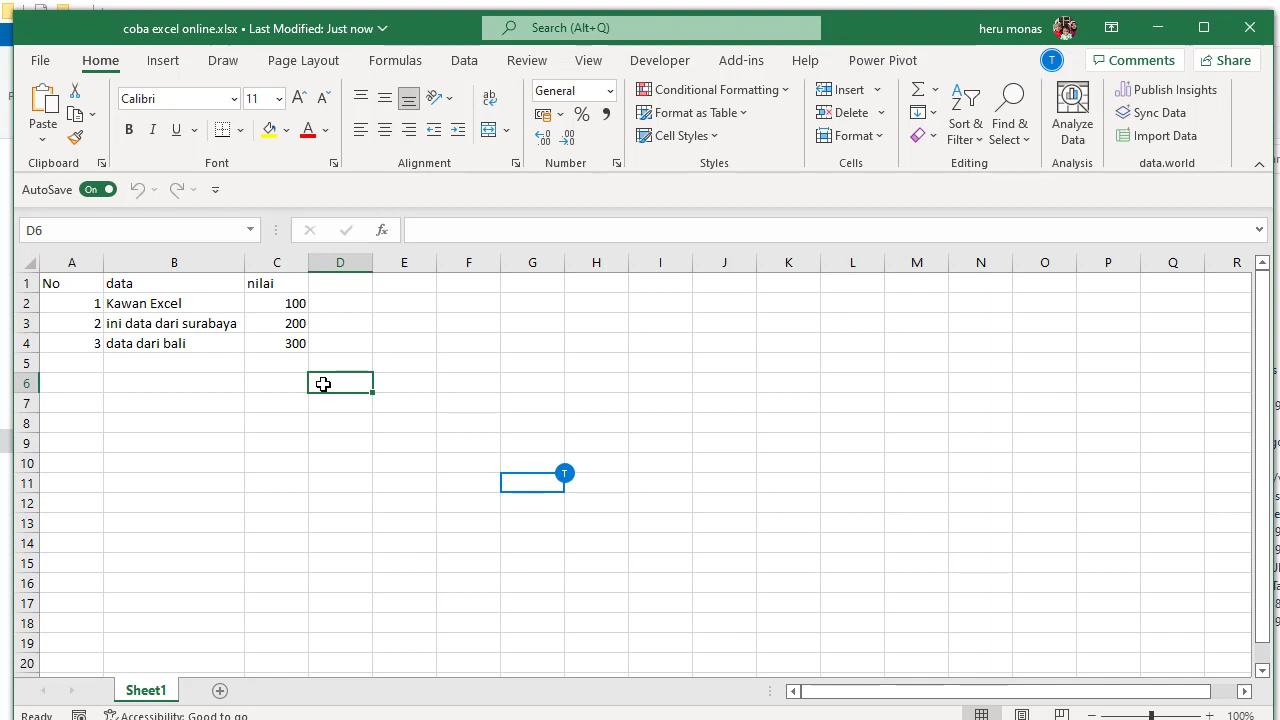 coba excel online.xlsx • Last Modified: Just now
Search (Alt+Q)
heru monas
File Home Insert Draw Page Layout Formulas Data Review View Developer Add-ins Help Power Pivot
T Comments Share
Paste
Clipboard
Calibri 11
B I U A
Font
ab
Alignment
General
%
Number
Conditional Formatting
Format as Table
Cell Styles
Styles
Insert
Delete
Format
Cells
Sort & Filter
Find & Select
Editing
Analyze Data
Analysis
Publish Insights
Sync Data
Import Data
data.world
AutoSave On
D6 fx
A B C D E F G H I J K L M N O P Q R
1 No data nilai
2 1 Kawan Excel 100
3 2 ini data dari surabaya 200
4 3 data dari bali 300
5
6
7
8
9
10
T
11
12
13
14
15
16
17
18
19
20
Sheet1
Ready Accessibility: Good to go 100%